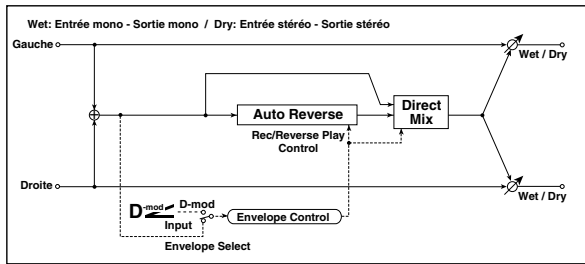 Wet: Entrée mono - Sortie mono / Dry: Entrée stéréo - Sortie stéréo
Gauche
Wet / Dry
Auto Reverse
Direct
Mix
Rec/Reverse Play
Control
Droite
Wet / Dry
D-mod
D-mod
Input
Envelope Control
Envelope Select